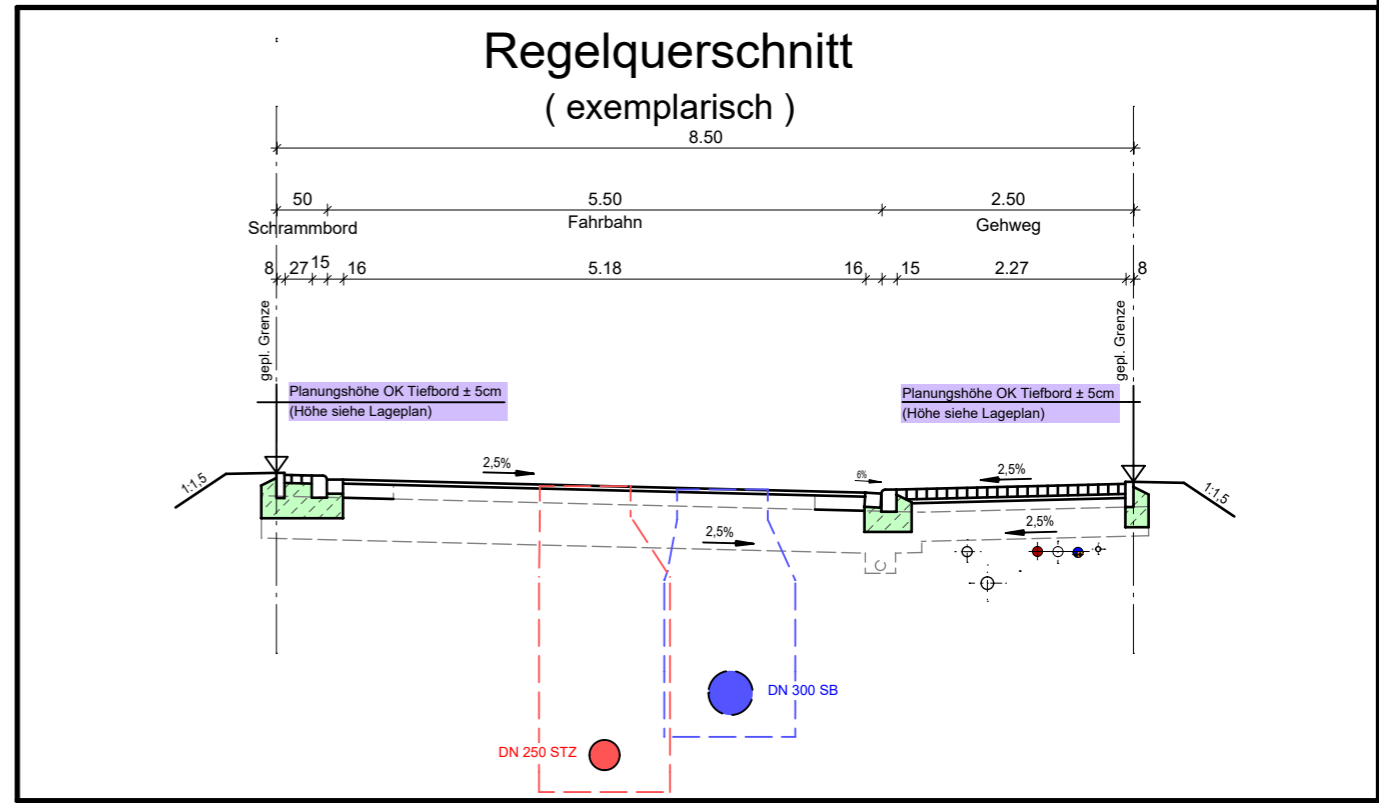 Regelquerschnitt
( exemplarisch )
8.50
50 5.50 2.50
Schrammbord Fahrbahn Gehweg
8 27 15 16 5.18 16 15 2.27 8
gepl. Grenze gepl. Grenze
Planungshöhe OK Tiefbord ± 5cm
(Höhe siehe Lageplan)
Planungshöhe OK Tiefbord ± 5cm
(Höhe siehe Lageplan)
1:1,5 2,5% 6% 2,5% 1:1,5
2,5% 2,5%
DN 300 SB
DN 250 STZ